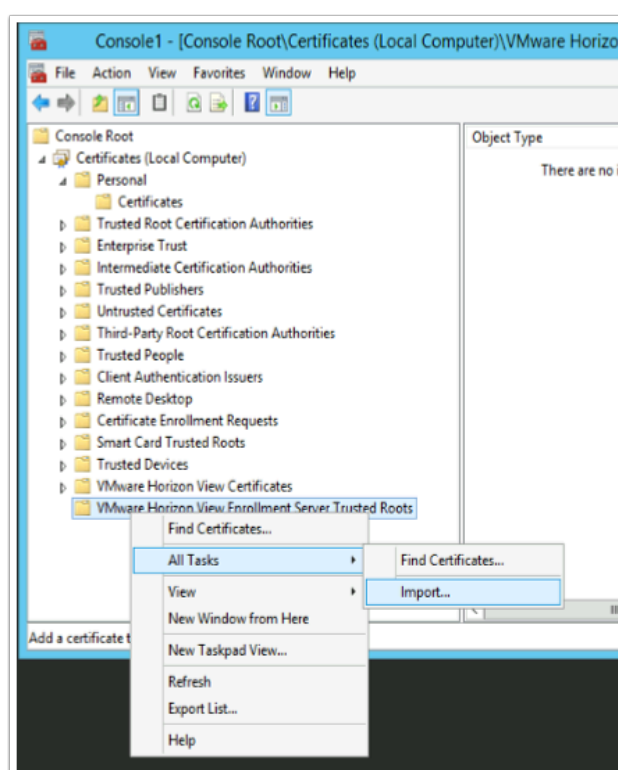 Console1 - [Console Root\Certificates (Local Computer)\VMware Horizo
File Action View Favorites Window Help
Console Root
Certificates (Local Computer)
Personal
Certificates
Trusted Root Certification Authorities
Enterprise Trust
Intermediate Certification Authorities
Trusted Publishers
Untrusted Certificates
Third-Party Root Certification Authorities
Trusted People
Client Authentication Issuers
Remote Desktop
Certificate Enrollment Requests
Smart Card Trusted Roots
Trusted Devices
VMware Horizon View Certificates
VMware Horizon View Enrollment Server Trusted Roots
Object Type
There are no i
Find Certificates...
All Tasks
View
New Window from Here
New Taskpad View...
Refresh
Export List...
Help
Find Certificates...
Import...
Add a certificate t